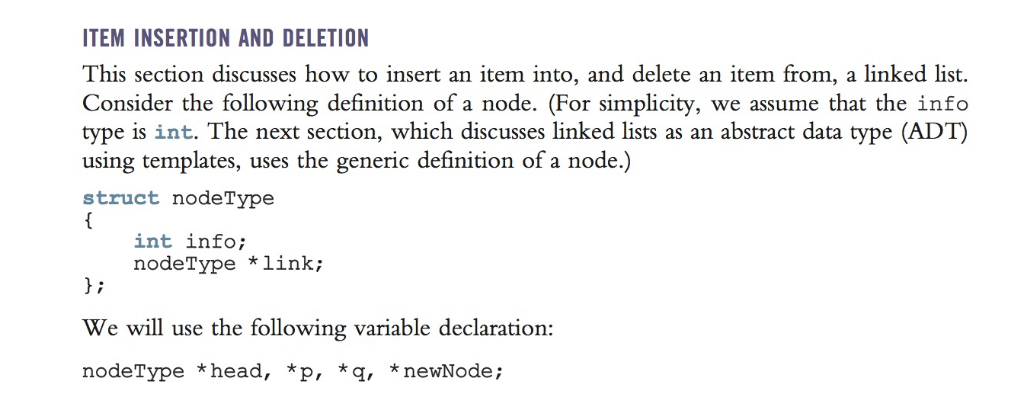 ITEM INSERTION AND DELETION
This section discusses how to insert an item into, and delete an item from, a linked list.
Consider the following definition of a node. (For simplicity, we assume that the info
type is int. The next section, which discusses linked lists as an abstract data type (ADT)
using templates, uses the generic definition of a node.)
struct nodeType
{
    int info;
    nodeType *link;
};
We will use the following variable declaration:
nodeType *head, *p, *q, *newNode;